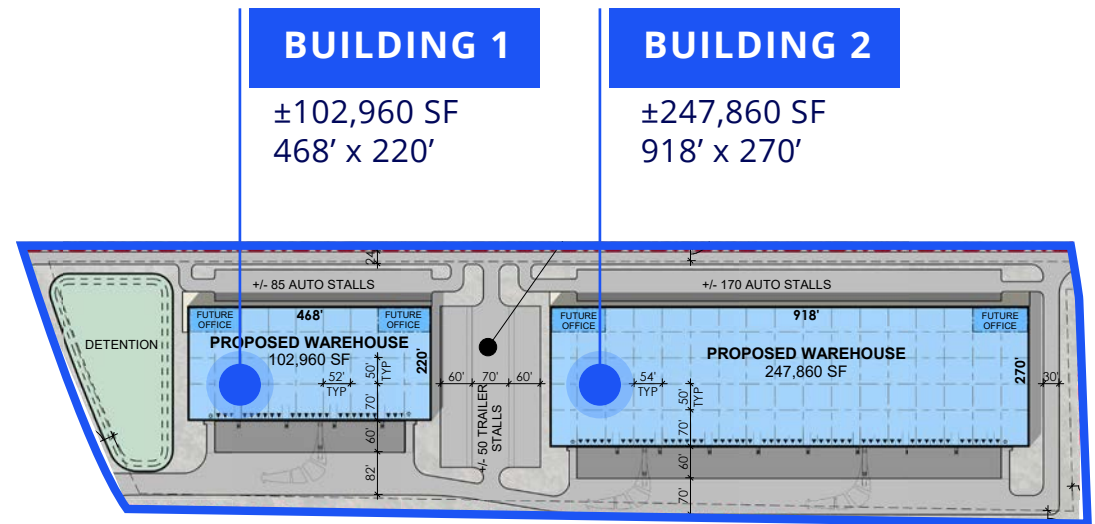 BUILDING 1
±102,960 SF
468’ x 220’
BUILDING 2
±247,860 SF
918’ x 270’
24'
+/- 85 AUTO STALLS
+/- 170 AUTO STALLS
DETENTION
FUTURE
OFFICE
468'
FUTURE
OFFICE
PROPOSED WAREHOUSE
102,960 SF
220'
52'
TYP
50'
TYP
70'
60'
82'
60'
70'
60'
+/- 50 TRAILER
STALLS
FUTURE
OFFICE
918'
FUTURE
OFFICE
PROPOSED WAREHOUSE
247,860 SF
270'
30'
54'
TYP
50'
TYP
70'
60'
70'